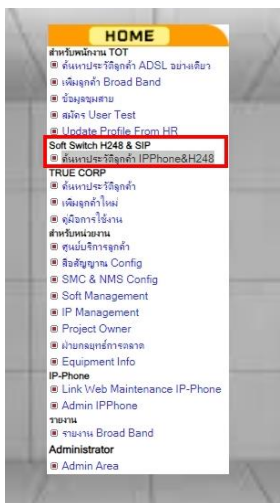 HOME
สำหรับพนักงาน TOT
ค้นหาประวัติลูกค้า ADSL อย่างเดียว
เพิ่มลูกค้า Broad Band
ข้อมูลชุมสาย
สมัคร User Test
Update Profile From HR
Soft Switch H248 & SIP
ค้นหาประวัติลูกค้า IPPhone&H248
TRUE CORP
ค้นหาประวัติลูกค้า
เพิ่มลูกค้าใหม่
คู่มือการใช้งาน
สำหรับหน่วยงาน
ศูนย์บริการลูกค้า
สื่อสัญญาณ Config
SMC & NMS Config
Soft Management
IP Management
Project Owner
ฝ่ายกลยุทธ์การตลาด
Equipment Info
IP-Phone
Link Web Maintenance IP-Phone
Admin IPPhone
รายงาน
รายงาน Broad Band
Administrator
Admin Area